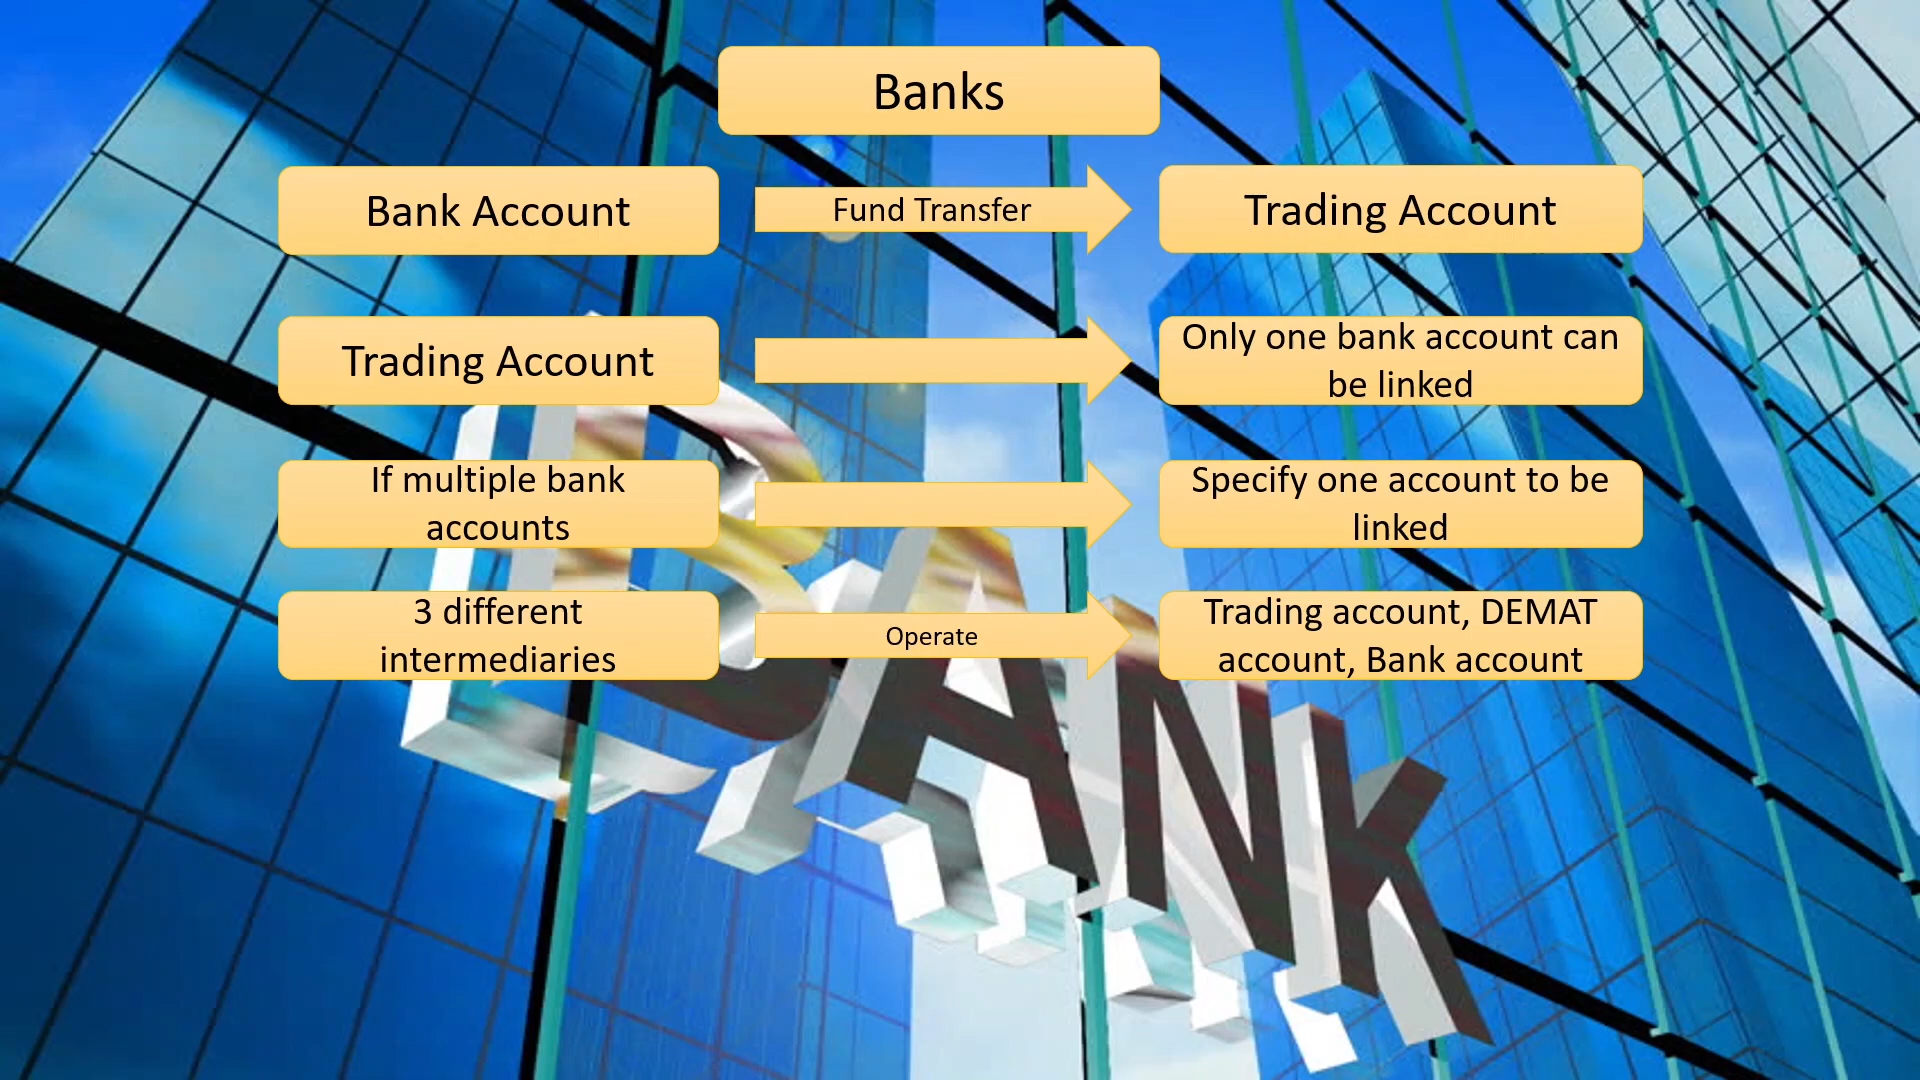 Banks
Bank Account
Fund Transfer
Trading Account
Trading Account
Only one bank account can
be linked
If multiple bank
accounts
Specify one account to be
linked
3 different
intermediaries
Operate
Trading account, DEMAT
account, Bank account
BANK